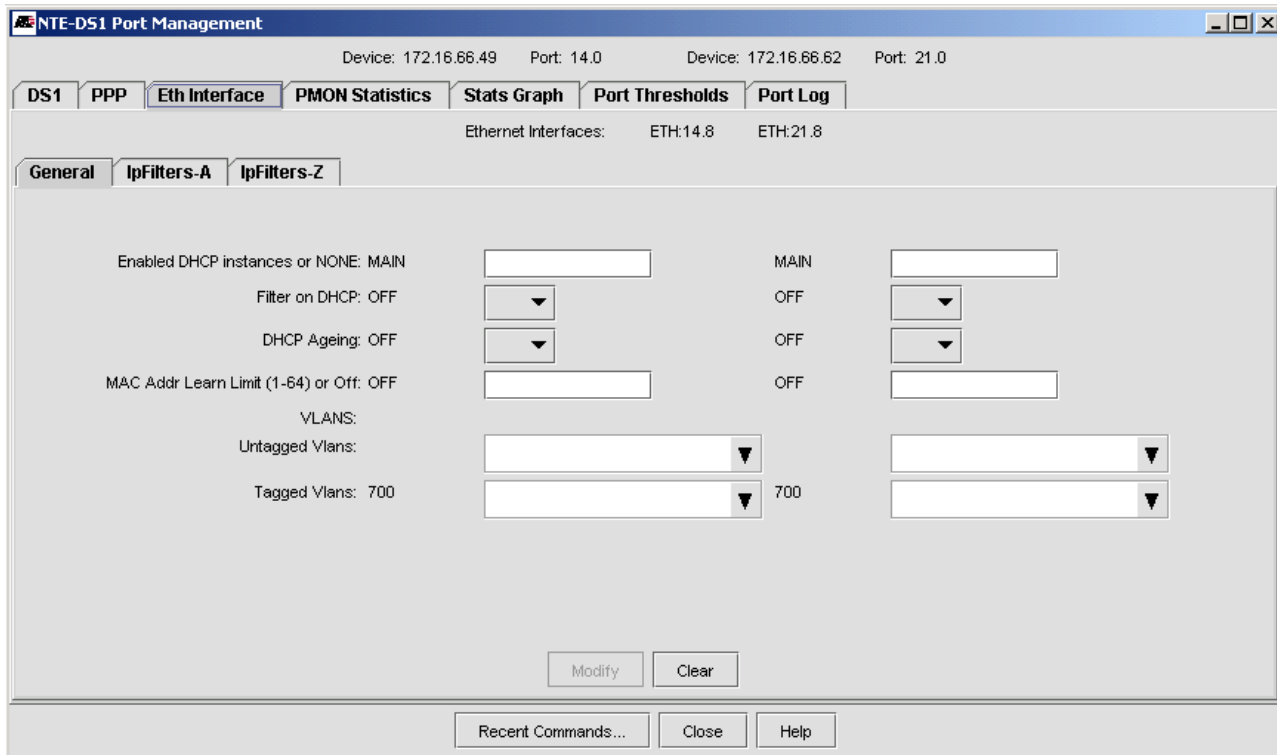 NTE-DS1 Port Management
Device: 172.16.66.49 Port: 14.0 Device: 172.16.66.62 Port: 21.0
DS1 PPP Eth Interface PMON Statistics Stats Graph Port Thresholds Port Log
Ethernet Interfaces: ETH:14.8 ETH:21.8
General IpFilters-A IpFilters-Z
Enabled DHCP instances or NONE: MAIN MAIN
Filter on DHCP: OFF OFF
DHCP Ageing: OFF OFF
MAC Addr Learn Limit (1-64) or Off: OFF OFF
VLANS:
Untagged Vlans:
Tagged Vlans: 700 700
Modify Clear
Recent Commands... Close Help